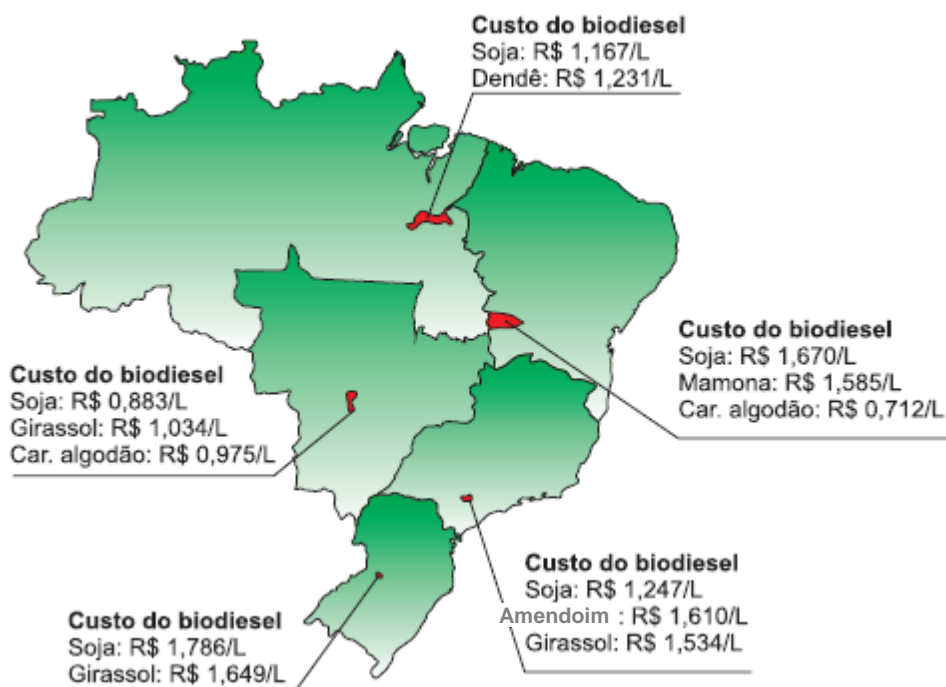 Custo do biodiesel
Soja: R$ 1,167/L
Dendê: R$ 1,231/L
Custo do biodiesel
Soja: R$ 1,670/L
Mamona: R$ 1,585/L
Car. algodão: R$ 0,712/L
Custo do biodiesel
Soja: R$ 0,883/L
Girassol: R$ 1,034/L
Car. algodão: R$ 0,975/L
Custo do biodiesel
Soja: R$ 1,247/L
Amendoim : R$ 1,610/L
Girassol: R$ 1,534/L
Custo do biodiesel
Soja: R$ 1,786/L
Girassol: R$ 1,649/L